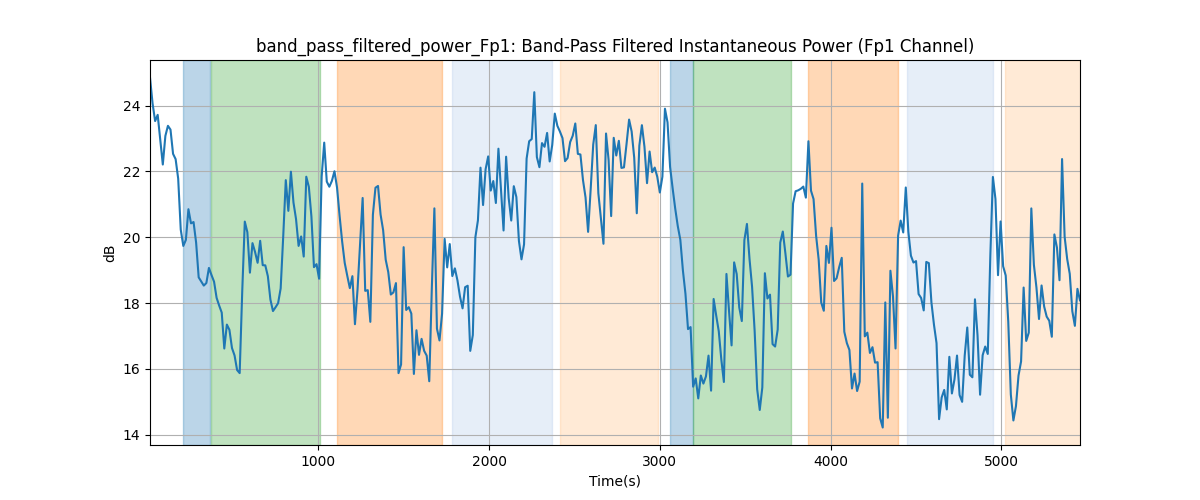 band_pass_filtered_power_Fp1: Band-Pass Filtered Instantaneous Power (Fp1 Channel)
24
22
20
18
16
14
dB
1000 2000 3000 4000 5000
Time(s)